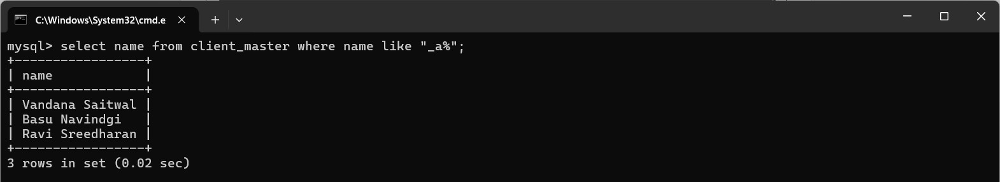 C:\Windows\System32\cmd.e
mysql> select name from client_master where name like "_a%";
+-----------------+
| name            |
+-----------------+
| Vandana Saitwal |
| Basu Navindgi   |
| Ravi Sreedharan |
+-----------------+
3 rows in set (0.02 sec)